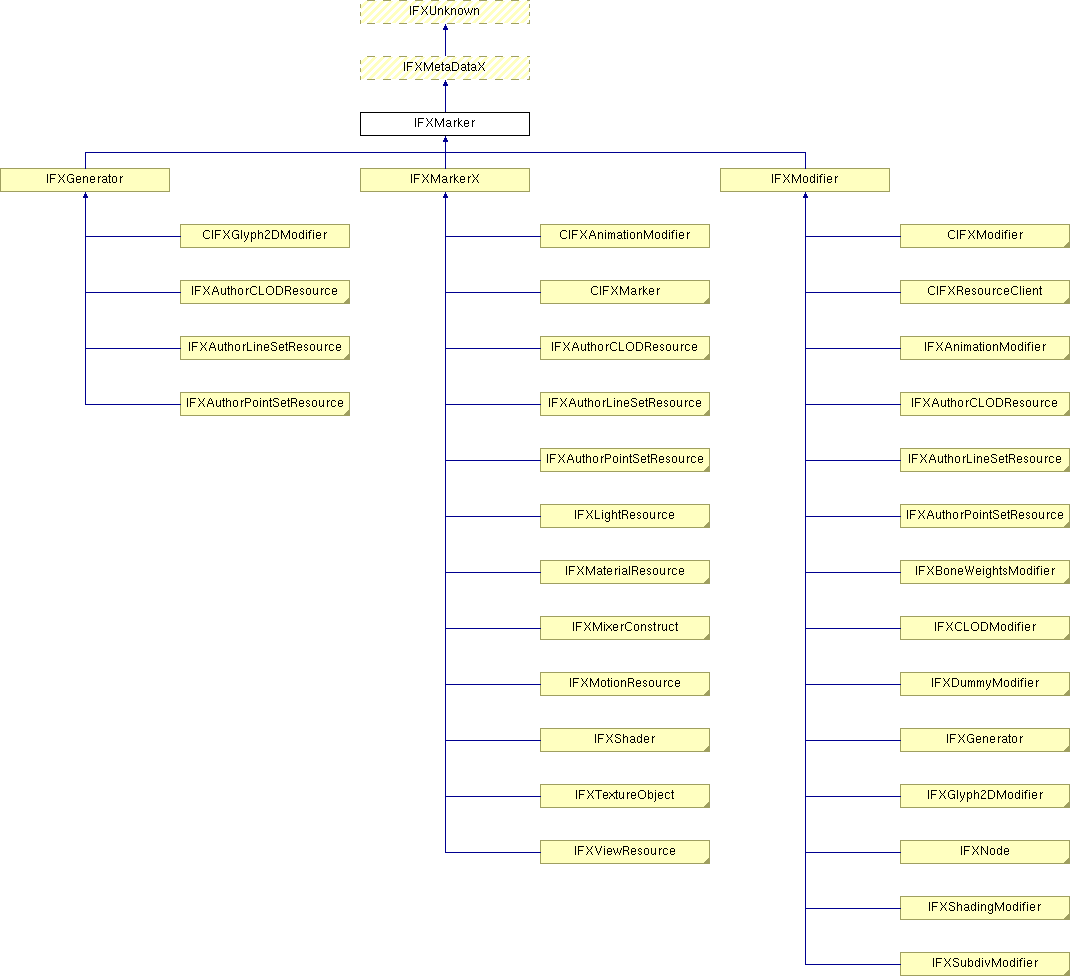 IFXUnknown
IFXMetaDataX
IFXMarker
IFXGenerator
IFXMarkerX
IFXModifier
CIFXGlyph2DModifier
IFXAuthorCLODResource
IFXAuthorLineSetResource
IFXAuthorPointSetResource
CIFXAnimationModifier
CIFXMarker
IFXAuthorCLODResource
IFXAuthorLineSetResource
IFXAuthorPointSetResource
IFXLightResource
IFXMaterialResource
IFXMixerConstruct
IFXMotionResource
IFXShader
IFXTextureObject
IFXViewResource
CIFXModifier
CIFXResourceClient
IFXAnimationModifier
IFXAuthorCLODResource
IFXAuthorLineSetResource
IFXAuthorPointSetResource
IFXBoneWeightsModifier
IFXCLODModifier
IFXDummyModifier
IFXGenerator
IFXGlyph2DModifier
IFXNode
IFXShadingModifier
IFXSubdivModifier